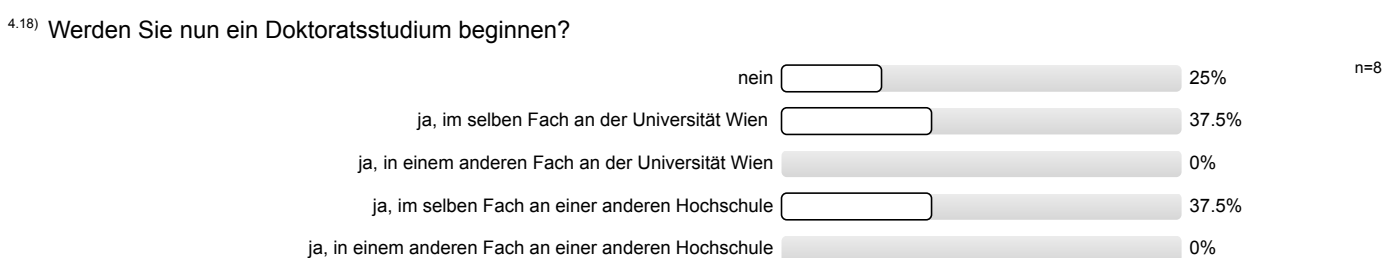 4.18) Werden Sie nun ein Doktoratsstudium beginnen?
nein 25% n=8
ja, im selben Fach an der Universität Wien 37.5%
ja, in einem anderen Fach an der Universität Wien 0%
ja, im selben Fach an einer anderen Hochschule 37.5%
ja, in einem anderen Fach an einer anderen Hochschule 0%